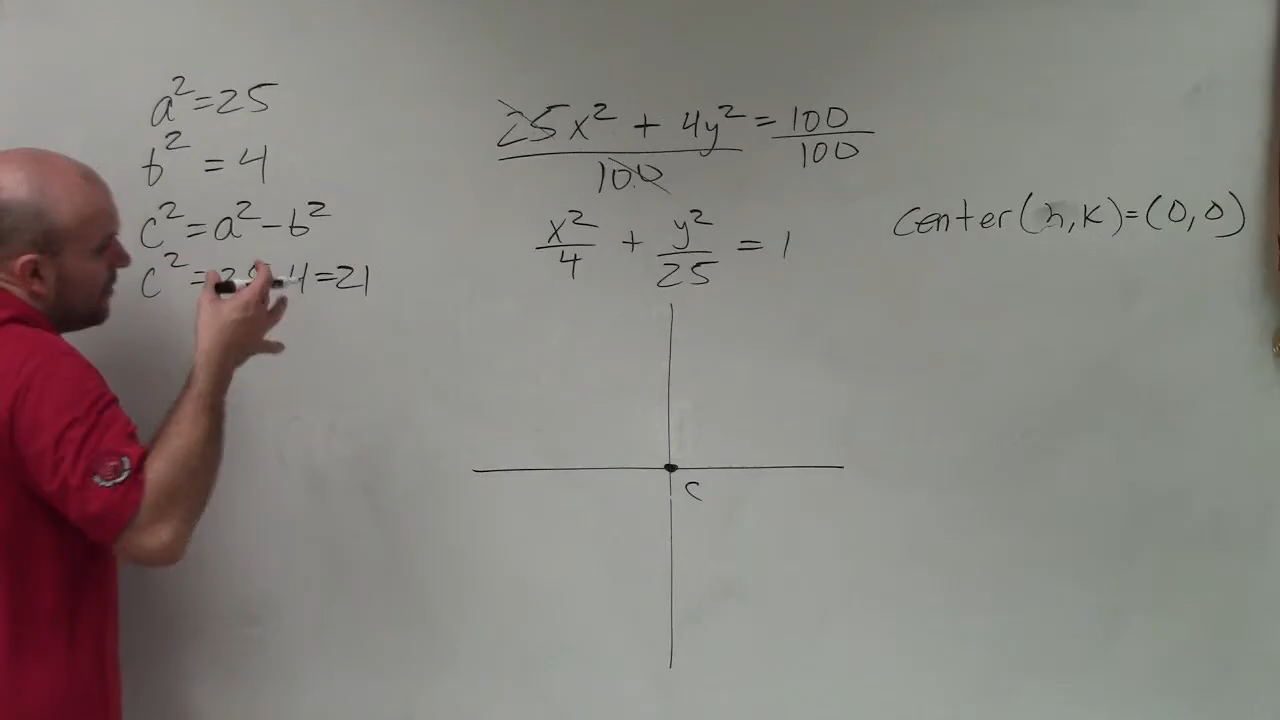 a²=25
b²=4
c²=a²-b²
c²=25-4=21
25x² + 4y² = 100
100 100
x²/4 + y²/25 = 1
Center(h,k)=(0,0)
C